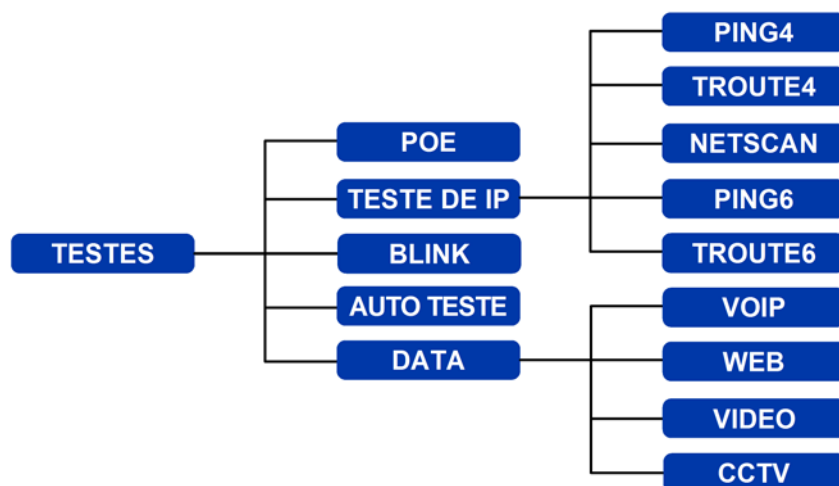 TESTES
POE
TESTE DE IP
BLINK
AUTO TESTE
DATA
PING4
TROUTE4
NETSCAN
PING6
TROUTE6
VOIP
WEB
VIDEO
CCTV